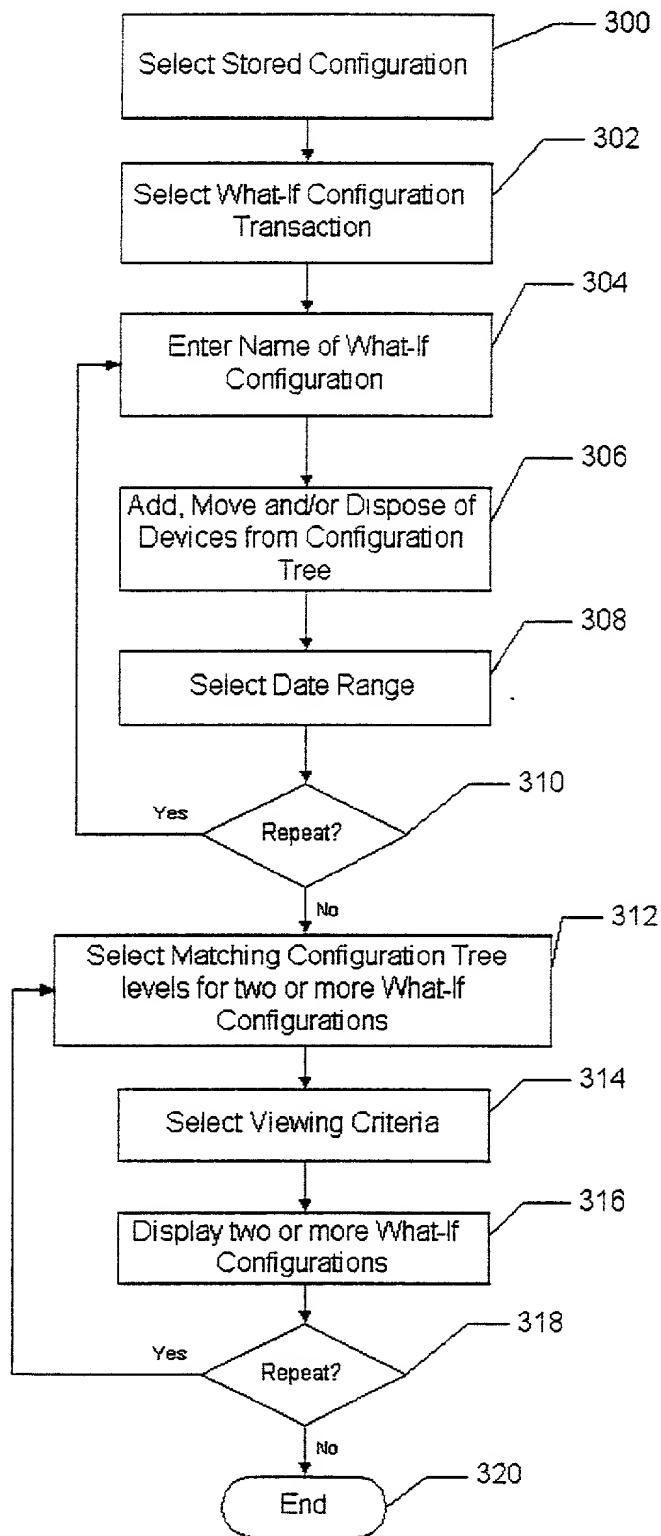 300
Select Stored Configuration
302
Select What-If Configuration
Transaction
304
Enter Name of What-If
Configuration
306
Add, Move and/or Dispose of
Devices from Configuration
Tree
308
Select Date Range
310
Yes
Repeat?
No
312
Select Matching Configuration Tree
levels for two or more What-If
Configurations
314
Select Viewing Criteria
316
Display two or more What-If
Configurations
318
Yes
Repeat?
No
320
End